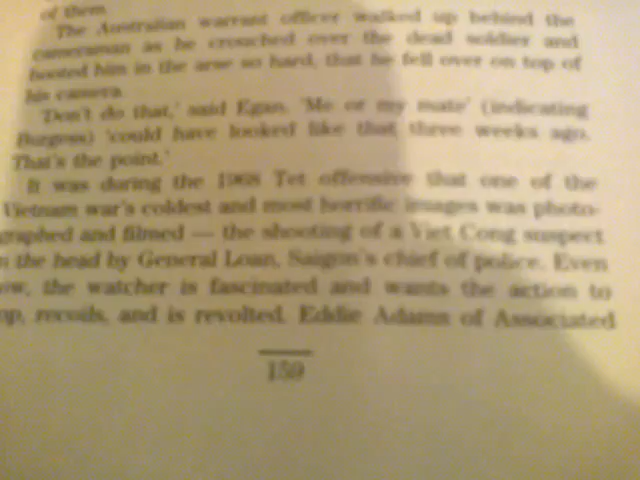 of them.
The Australian warrant officer walked up behind the
cameraman as he crouched over the dead soldier and
booted him in the arse so hard, that he fell over on top of
his camera.
'Don't do that,' said Egan. 'Me or my mate' (indicating
Burgess) 'could have looked like that three weeks ago.
That's the point.'
It was during the 1968 Tet offensive that one of the
Vietnam war's coldest and most horrific images was photo-
graphed and filmed — the shooting of a Viet Cong suspect
n the head by General Loan, Saigon's chief of police. Even
ow, the watcher is fascinated and wants the action to
op, recoils, and is revolted. Eddie Adams of Associated
159